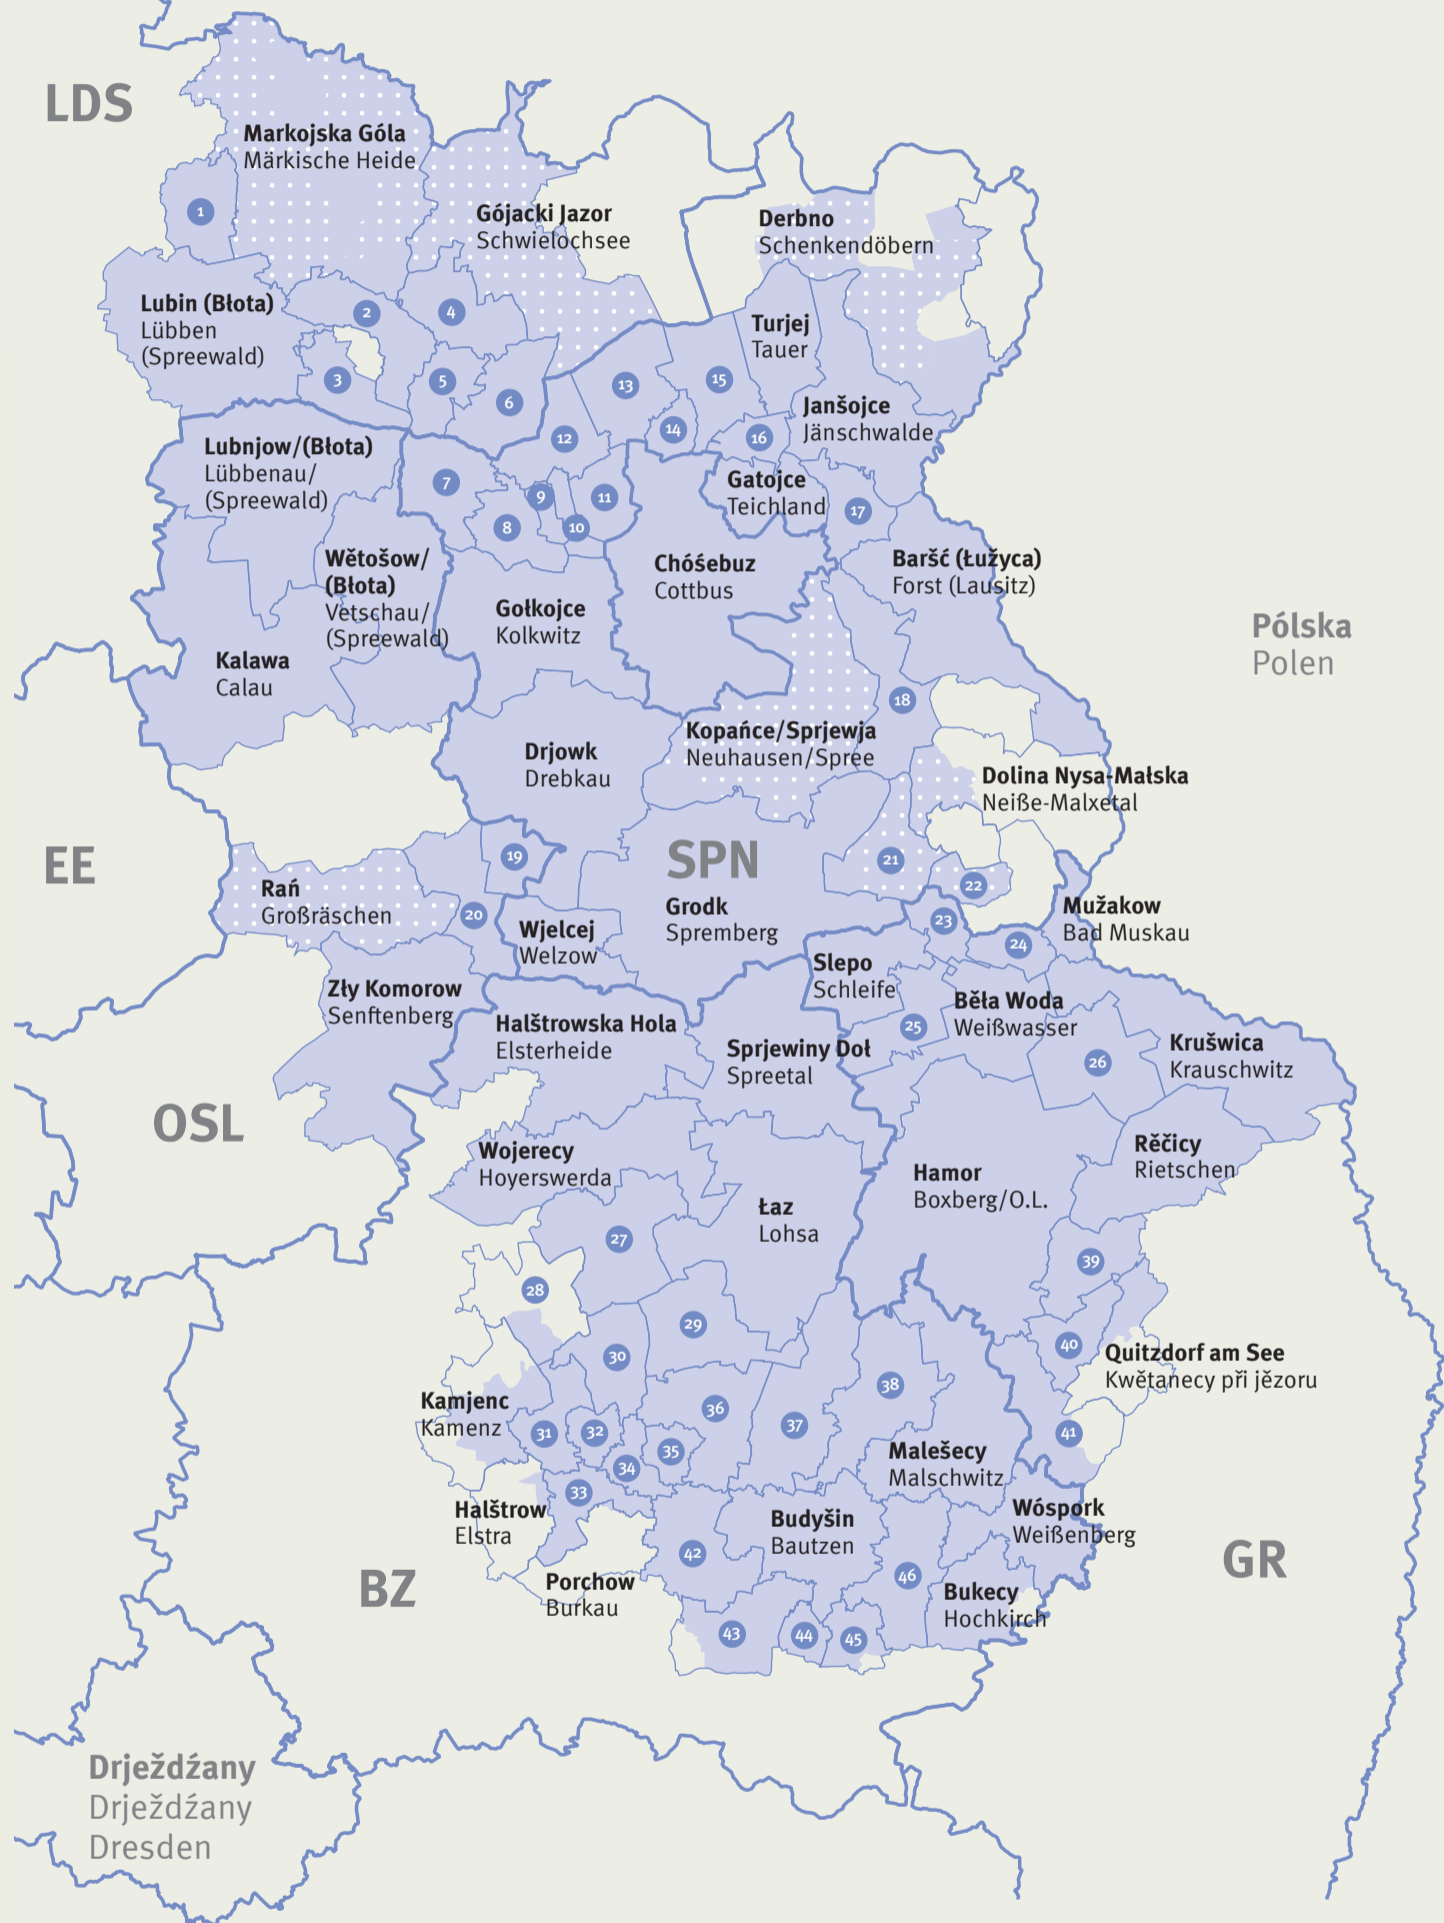 LDS
Markojska Góla
Märkische Heide
1
Gójacki Jazor
Schwielochsee
Derbno
Schenkendöbern
Lubin (Błota)
Lübben
(Spreewald)
2
4
3
5
6
Turjej
Tauer
13
15
14
16
12
Janšojce
Jänschwalde
Lubnjow/(Błota)
Lübbenau/
(Spreewald)
7
8
9
10
11
Gatojce
Teichland
17
Wětošow/
(Błota)
Vetschau/
(Spreewald)
Gołkojce
Kolkwitz
Chóśebuz
Cottbus
Baršć (Łužyca)
Forst (Lausitz)
Pólska
Polen
Kalawa
Calau
18
Drjowk
Drebkau
Kopańce/Sprjewja
Neuhausen/Spree
Dolina Nysa-Małska
Neiße-Malxetal
EE
19
SPN
21
22
Rań
Großräschen
20
Wjelcej
Welzow
Grodk
Spremberg
23
24
Mužakow
Bad Muskau
Zły Komorow
Senftenberg
Slepo
Schleife
Běła Woda
Weißwasser
25
Halštrowska Hola
Elsterheide
Sprjewiny Doł
Spreetal
26
Krušwica
Krauschwitz
OSL
Wojerecy
Hoyerswerda
Łaz
Lohsa
Hamor
Boxberg/O.L.
Rěčicy
Rietschen
27
28
39
29
30
40
Quitzdorf am See
Kwětanecy při jězoru
38
Kamjenc
Kamenz
31
32
36
37
41
35
34
33
Malešecy
Malschwitz
Halštrow
Elstra
Budyšin
Bautzen
Wóspork
Weißenberg
42
46
GR
BZ
Porchow
Burkau
Bukecy
Hochkirch
43
44
45
Drježdźany
Drježdźany
Dresden